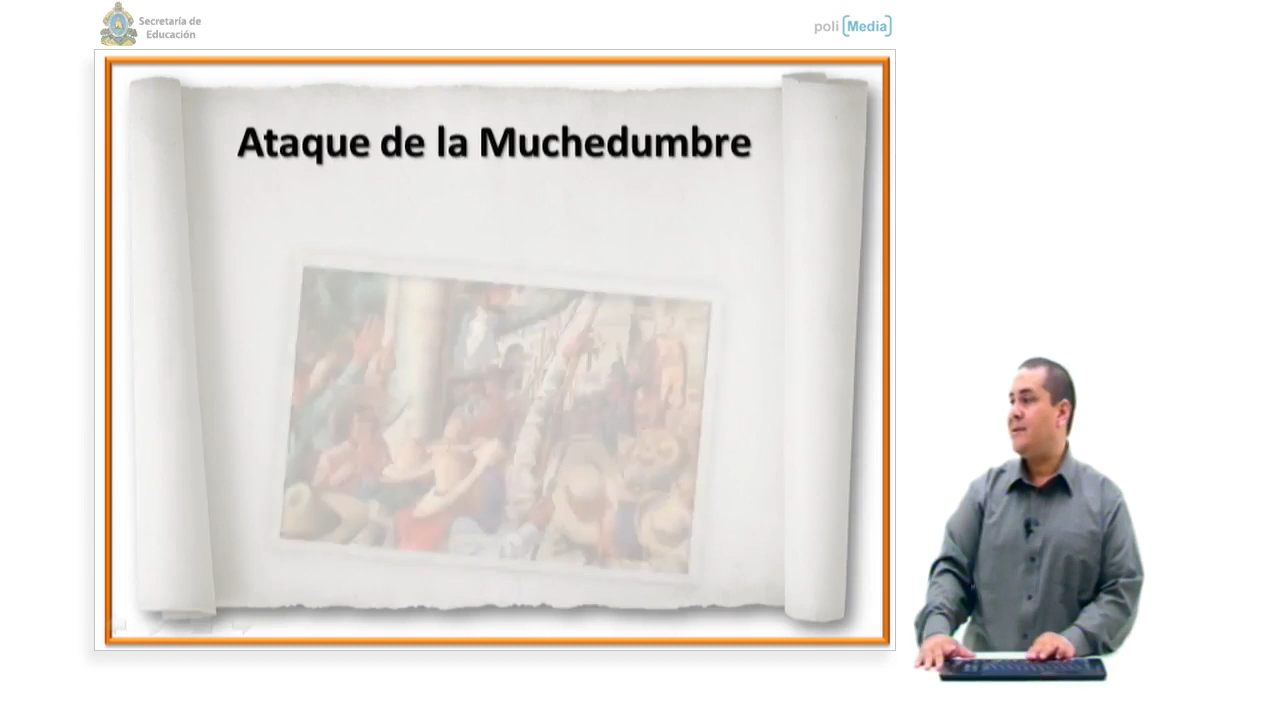 Secretaría de
Educación
poli [Media]
Ataque de la Muchedumbre